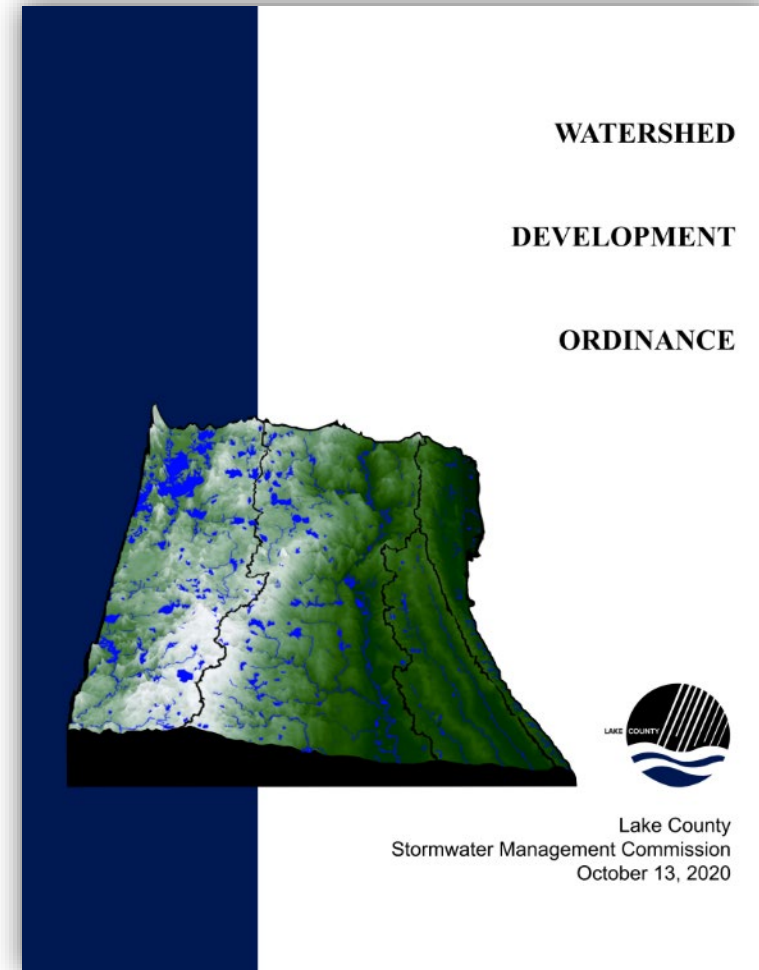 WATERSHED
DEVELOPMENT
ORDINANCE
LAKE COUNTY
Lake County
Stormwater Management Commission
October 13, 2020